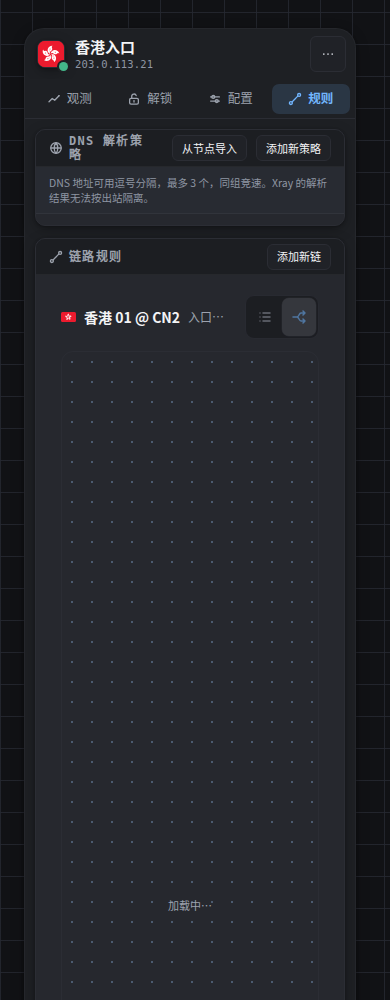 香港入口
203.0.113.21
···
观测
解锁
配置
规则
DNS 解析策
略
从节点导入
添加新策略
DNS 地址可用逗号分隔，最多 3 个，同组竞速。Xray 的解析
结果无法按出站隔离。
链路规则
添加新链
香港 01 @ CN2 入口…
加载中…